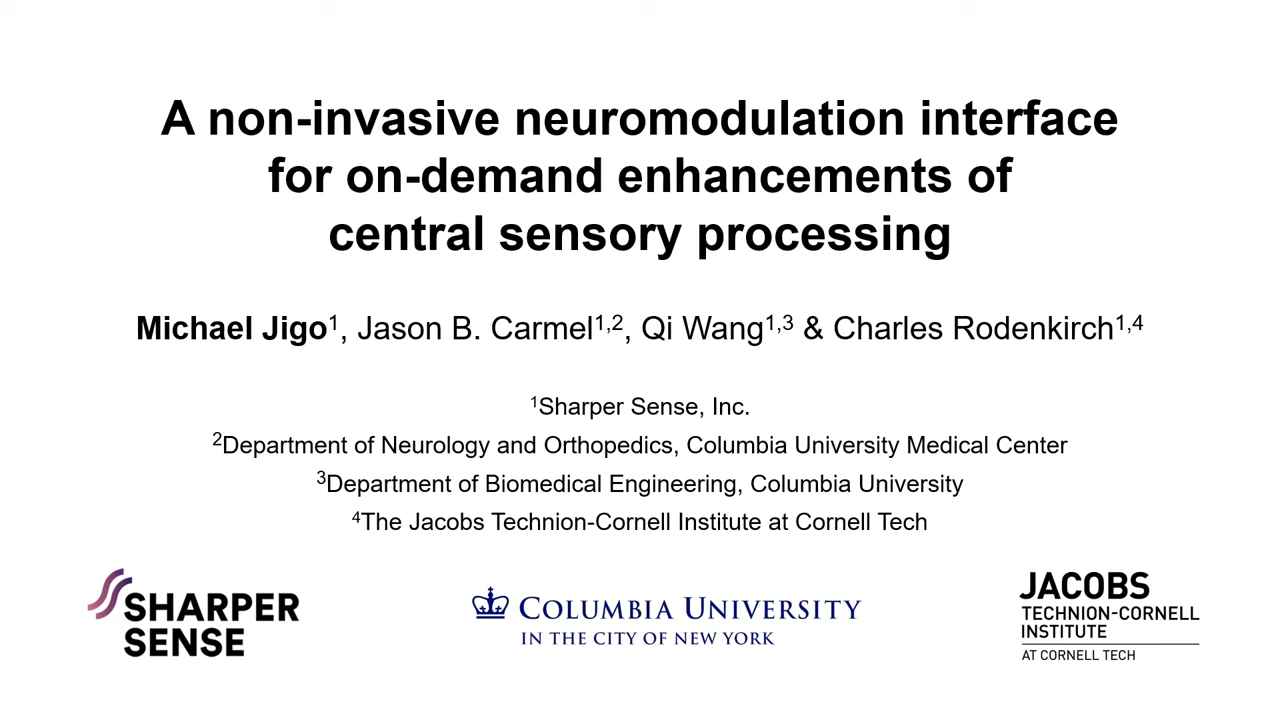 A non-invasive neuromodulation interface
for on-demand enhancements of
central sensory processing
Michael Jigo¹, Jason B. Carmel¹,², Qi Wang¹,³ & Charles Rodenkirch¹,⁴
¹Sharper Sense, Inc.
²Department of Neurology and Orthopedics, Columbia University Medical Center
³Department of Biomedical Engineering, Columbia University
⁴The Jacobs Technion-Cornell Institute at Cornell Tech
SHARPER
SENSE
COLUMBIA UNIVERSITY
IN THE CITY OF NEW YORK
JACOBS
TECHNION-CORNELL
INSTITUTE
AT CORNELL TECH